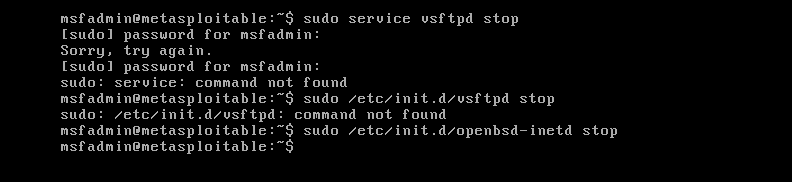 msfadmin@metasploitable:~$ sudo service vsftpd stop
[sudo] password for msfadmin:
Sorry, try again.
[sudo] password for msfadmin:
sudo: service: command not found
msfadmin@metasploitable:~$ sudo /etc/init.d/vsftpd stop
sudo: /etc/init.d/vsftpd: command not found
msfadmin@metasploitable:~$ sudo /etc/init.d/openbsd-inetd stop
msfadmin@metasploitable:~$